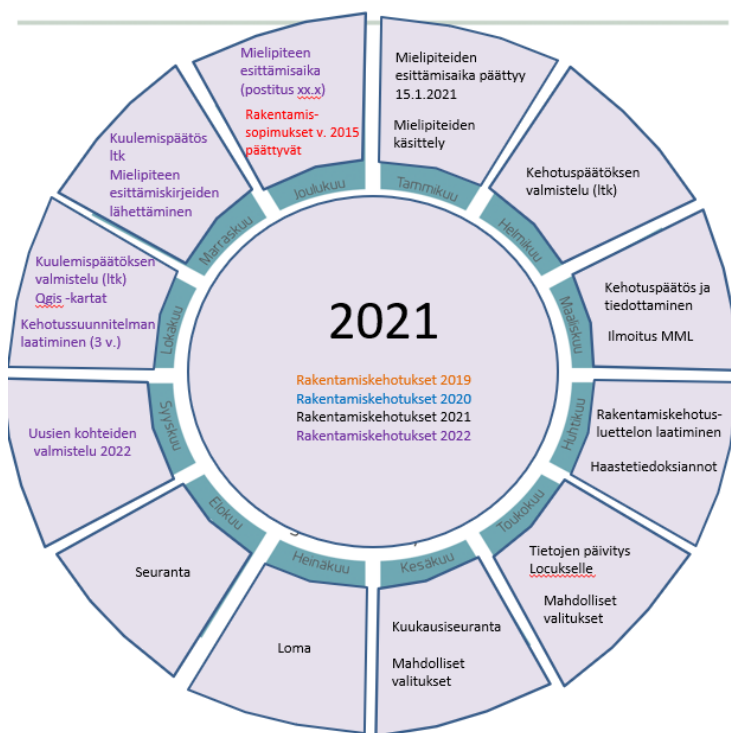 Mielipiteen
esittämisaika
(postitus xx.x)
Rakentamis-
sopimukset v. 2015
päättyvät
Joulukuu
Mielipiteiden
esittämisaika päättyy
15.1.2021
Mielipiteiden
käsittely
Tammikuu
Kehotuspäätöksen
valmistelu (ltk)
Helmikuu
Kehotuspäätös ja
tiedottaminen
Ilmoitus MML
Maaliskuu
Rakentamiskehotus-
luettelon laatiminen
Haastetiedoksiannot
Huhtikuu
Tietojen päivitys
Locukselle
Mahdolliset
valitukset
Toukokuu
Kuukausiseuranta
Mahdolliset
valitukset
Kesäkuu
Loma
Heinäkuu
Seuranta
Elokuu
Uusien kohteiden
valmistelu 2022
Syyskuu
Kuulemispäätöksen
valmistelu (ltk)
Qgis -kartat
Kehotussuunnitelman
laatiminen (3 v.)
Lokakuu
Kuulemispäätös
ltk
Mielipiteen
esittämiskirjeiden
lähettäminen
Marraskuu
2021
Rakentamiskehotukset 2019
Rakentamiskehotukset 2020
Rakentamiskehotukset 2021
Rakentamiskehotukset 2022